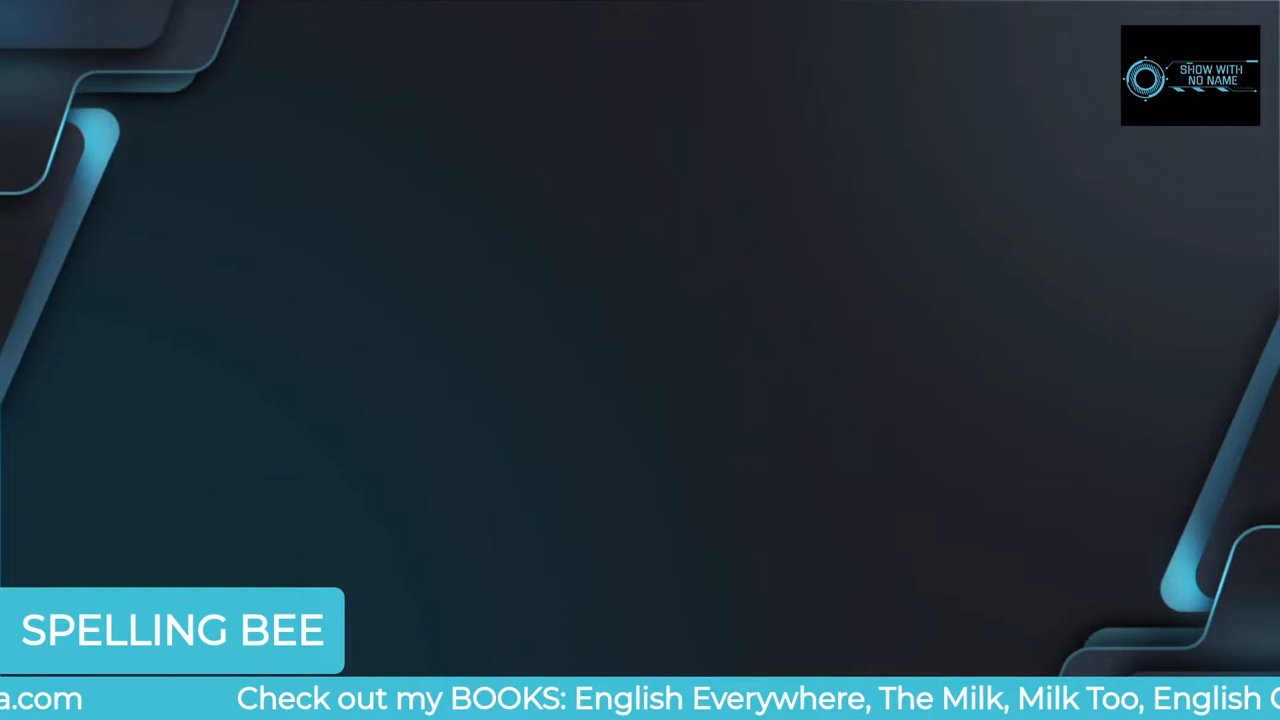 SHOW WITH
NO NAME
SPELLING BEE
a.com Check out my BOOKS: English Everywhere, The Milk, Milk Too, English